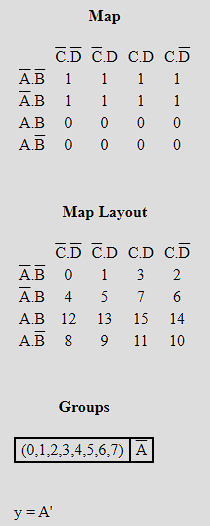 Map
C̅.D̅ C̅.D C.D C.D̅
A̅.B̅ 1 1 1 1
A̅.B 1 1 1 1
A.B 0 0 0 0
A.B̅ 0 0 0 0
Map Layout
C̅.D̅ C̅.D C.D C.D̅
A̅.B̅ 0 1 3 2
A̅.B 4 5 7 6
A.B 12 13 15 14
A.B̅ 8 9 11 10
Groups
(0,1,2,3,4,5,6,7) A̅
y = A'